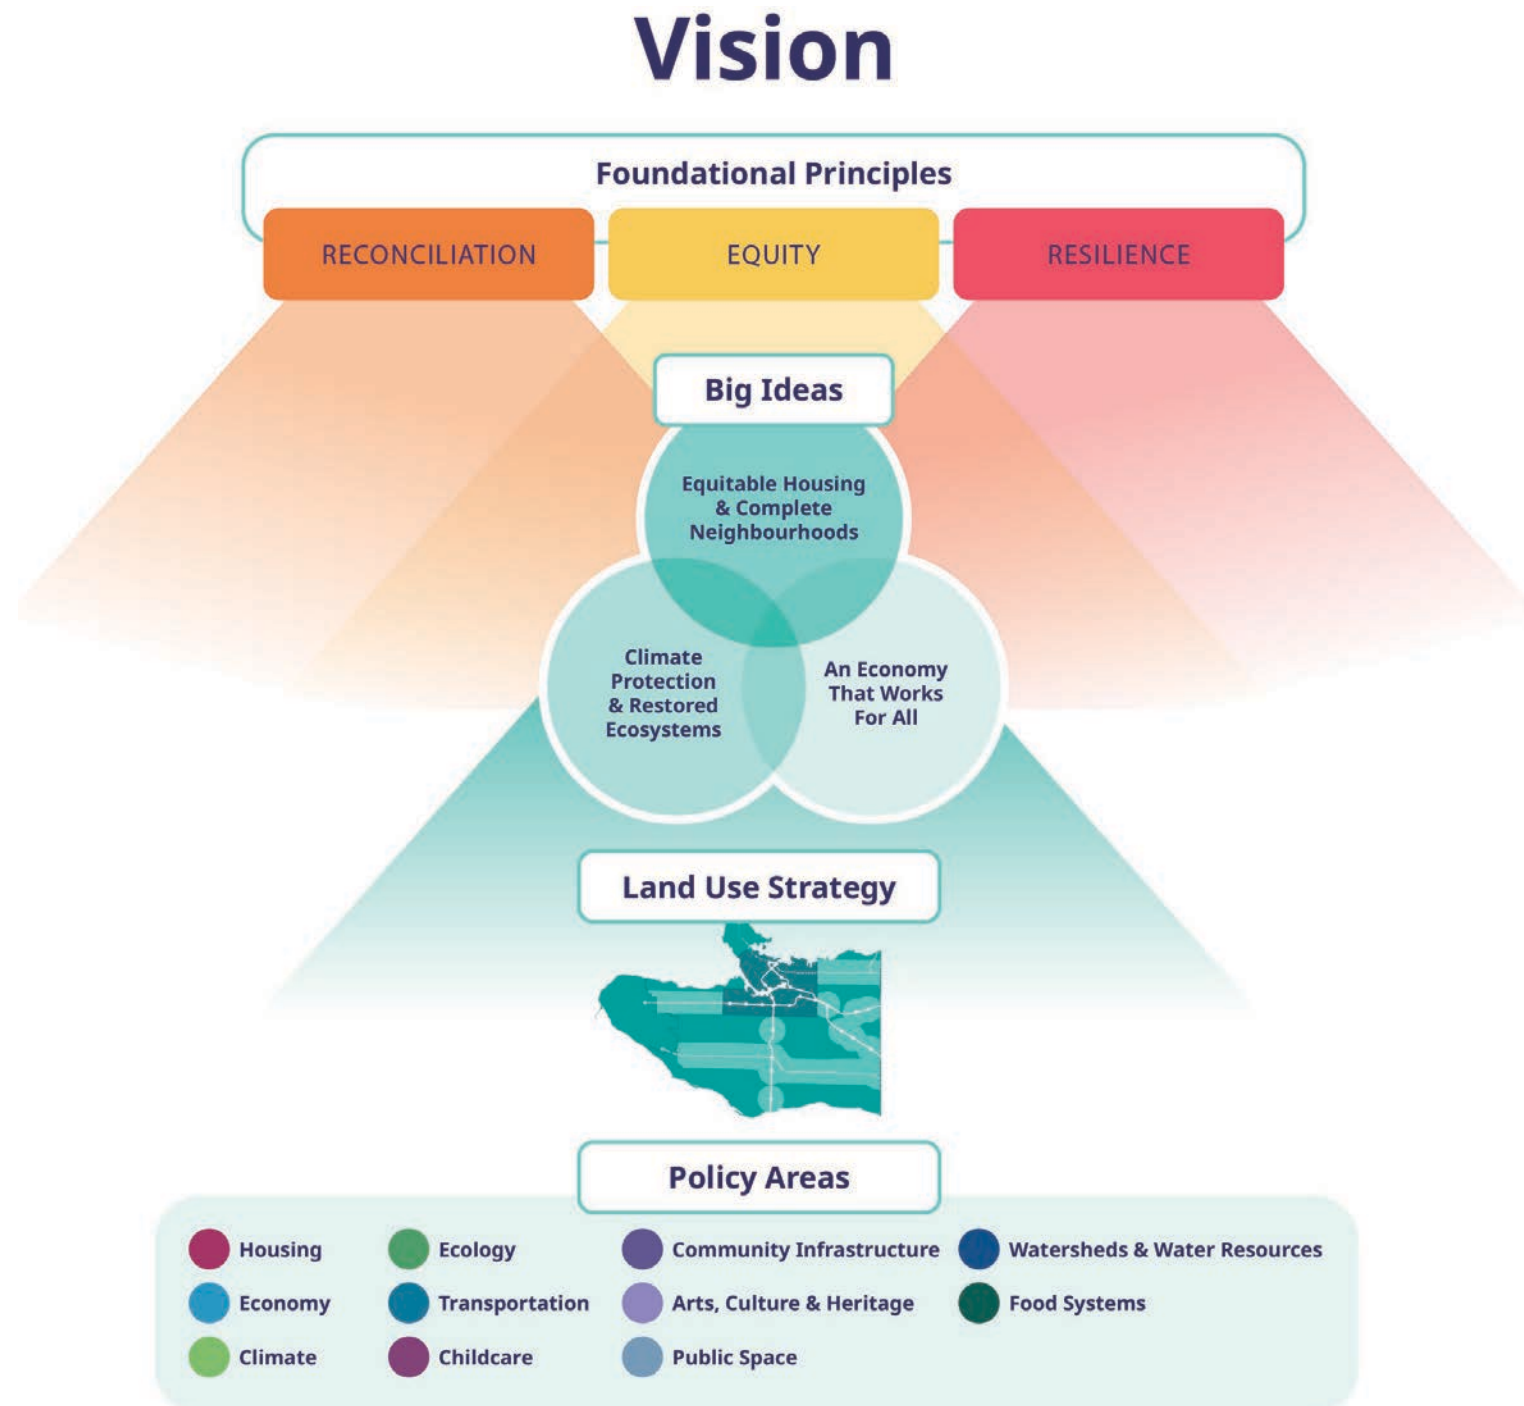 Vision
Foundational Principles
RECONCILIATION
EQUITY
RESILIENCE
Big Ideas
Equitable Housing
& Complete
Neighbourhoods
Climate
Protection
& Restored
Ecosystems
An Economy
That Works
For All
Land Use Strategy
Policy Areas
Housing
Economy
Climate
Ecology
Transportation
Childcare
Community Infrastructure
Arts, Culture & Heritage
Public Space
Watersheds & Water Resources
Food Systems